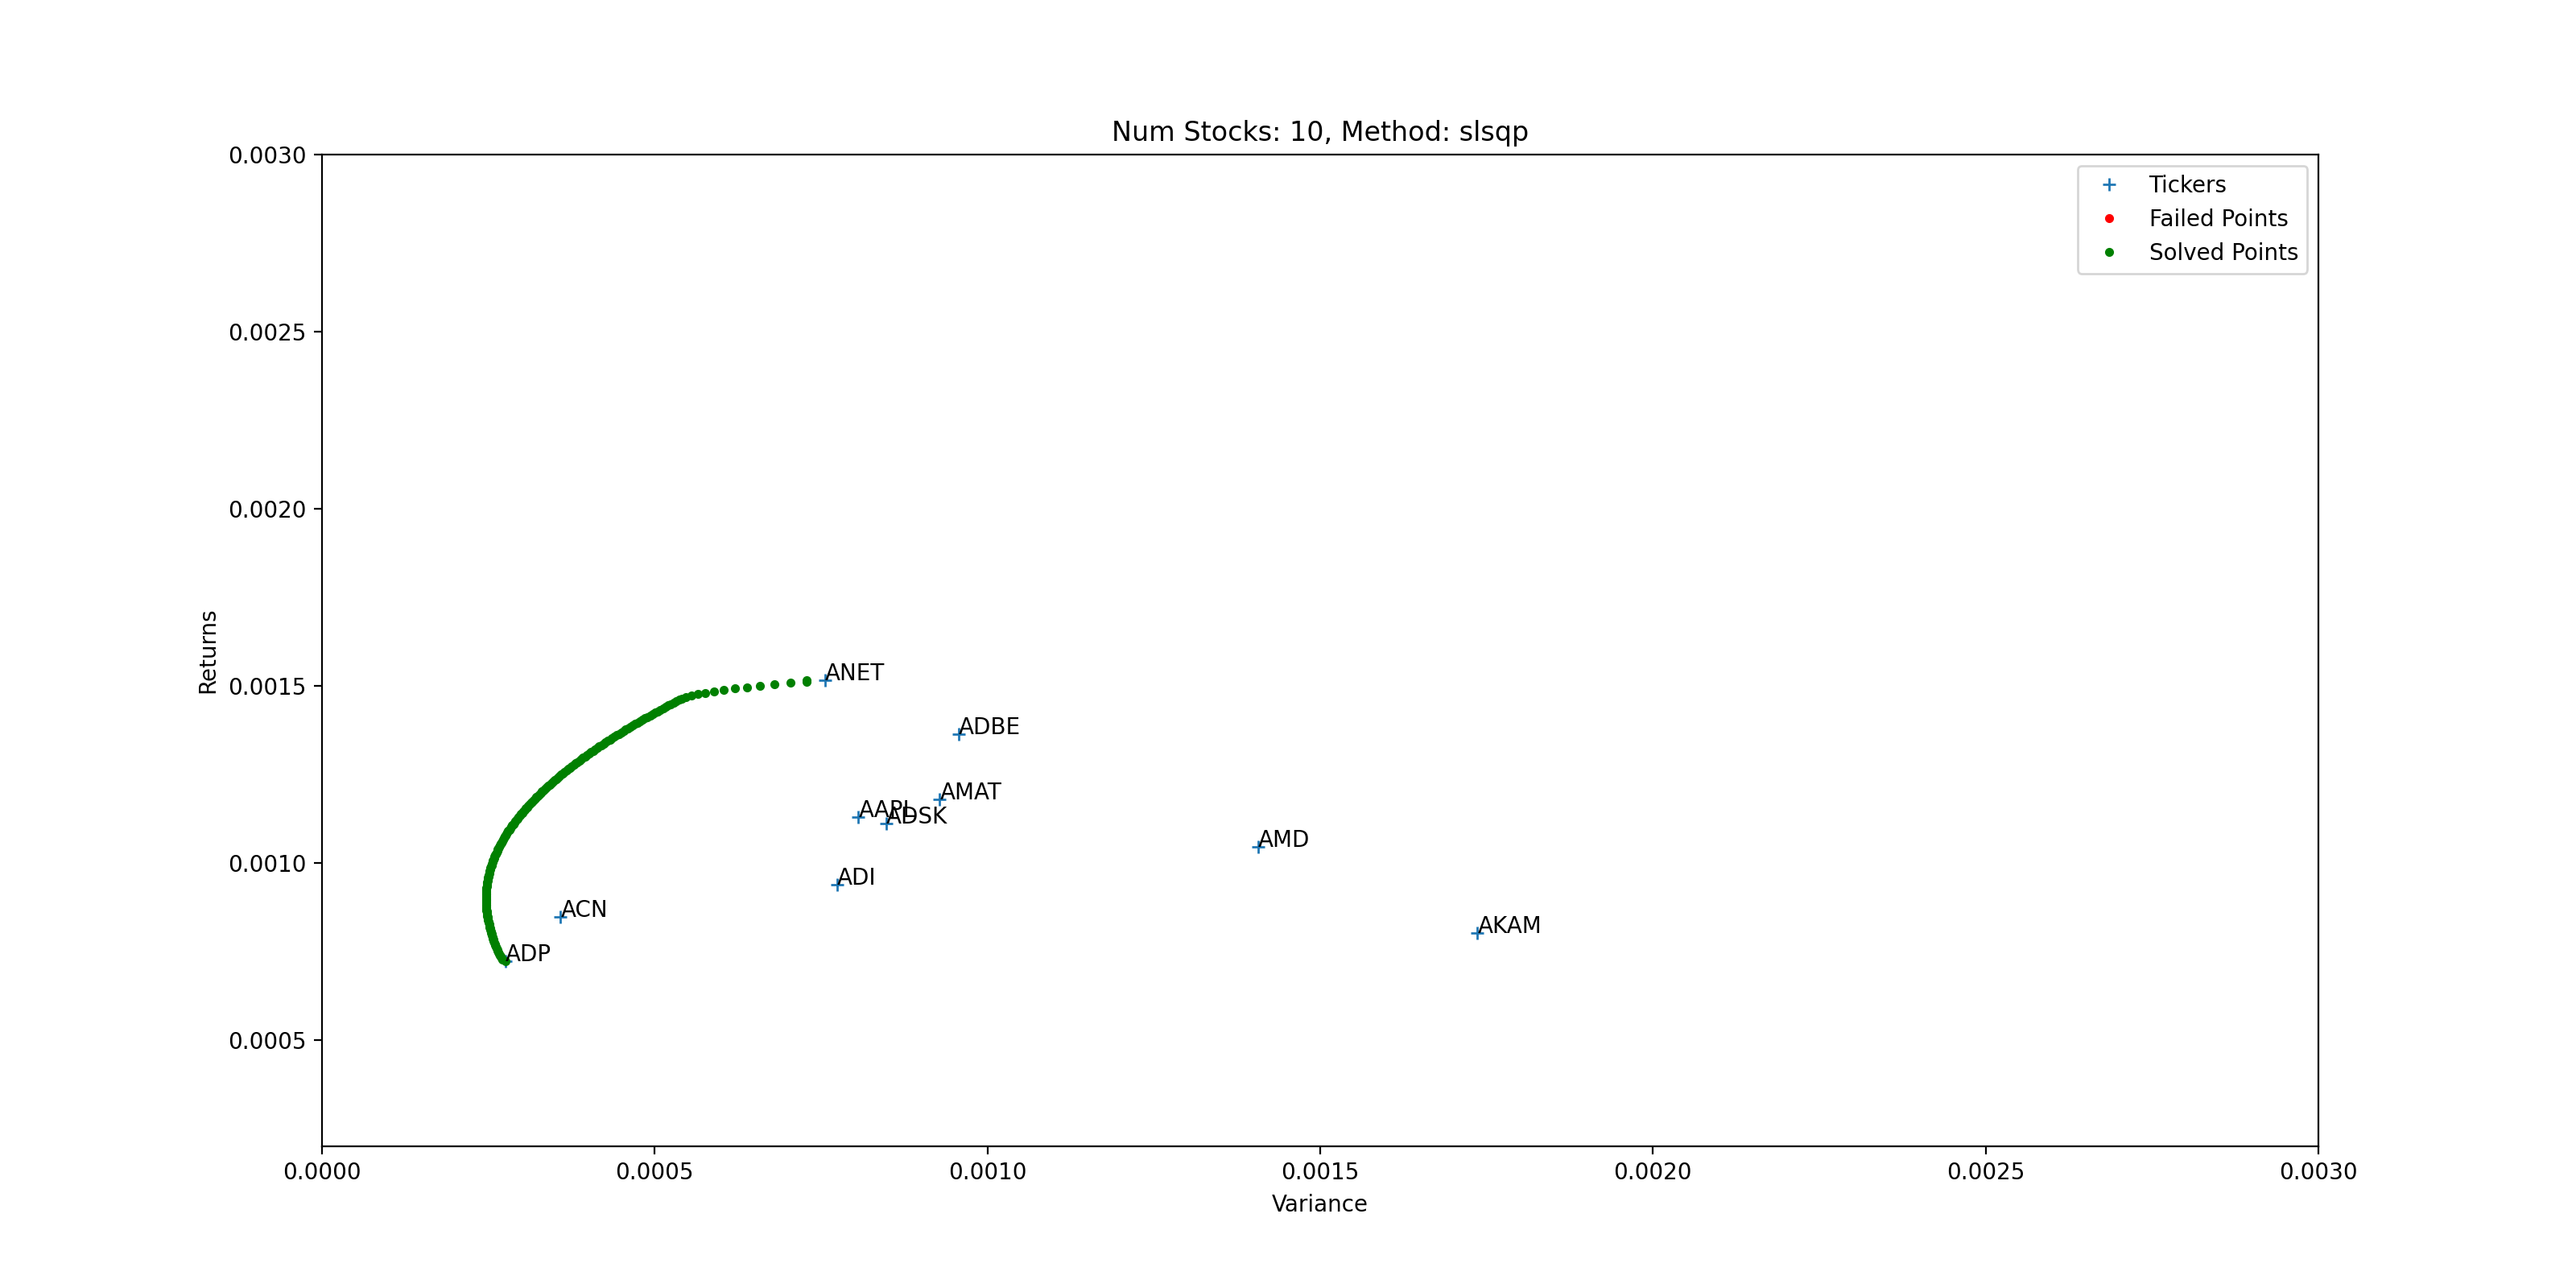 Num Stocks: 10, Method: slsqp
0.0030
Tickers
Failed Points
Solved Points
0.0025
0.0020
Returns
0.0015
ANET
ADBE
AMAT
AAPL
ADSK
AMD
0.0010
ADI
ACN
AKAM
ADP
0.0005
0.0000 0.0005 0.0010 0.0015 0.0020 0.0025 0.0030
Variance